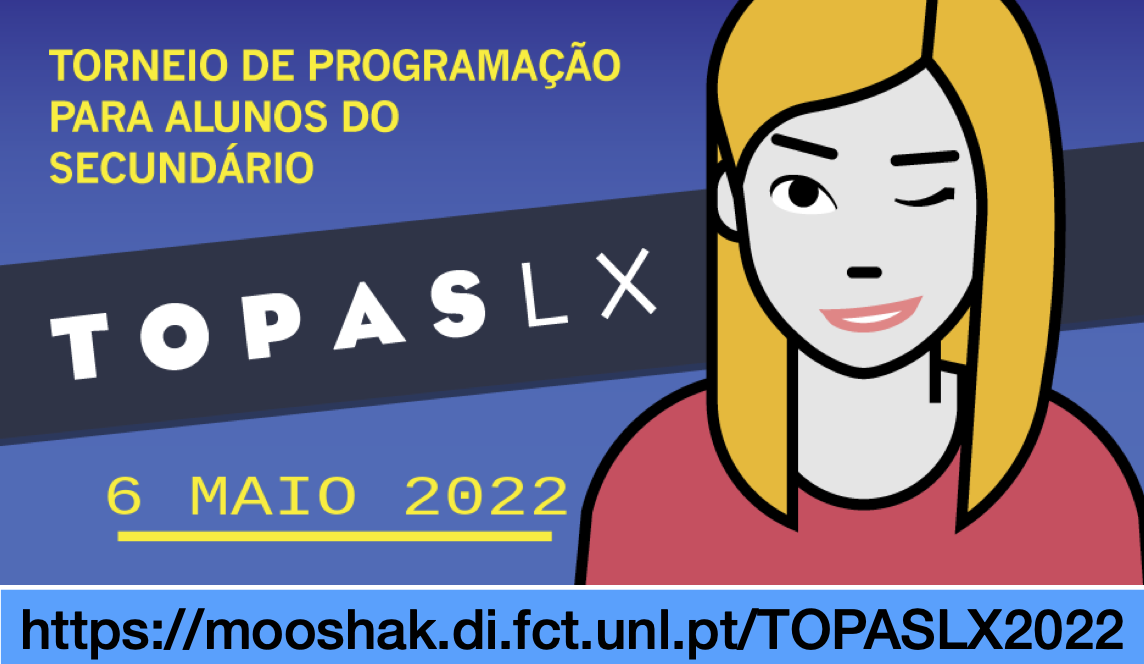 TORNEIO DE PROGRAMAÇÃO
PARA ALUNOS DO
SECUNDÁRIO
TOPASLX
6 MAIO 2022
https://mooshak.di.fct.unl.pt/TOPASLX2022